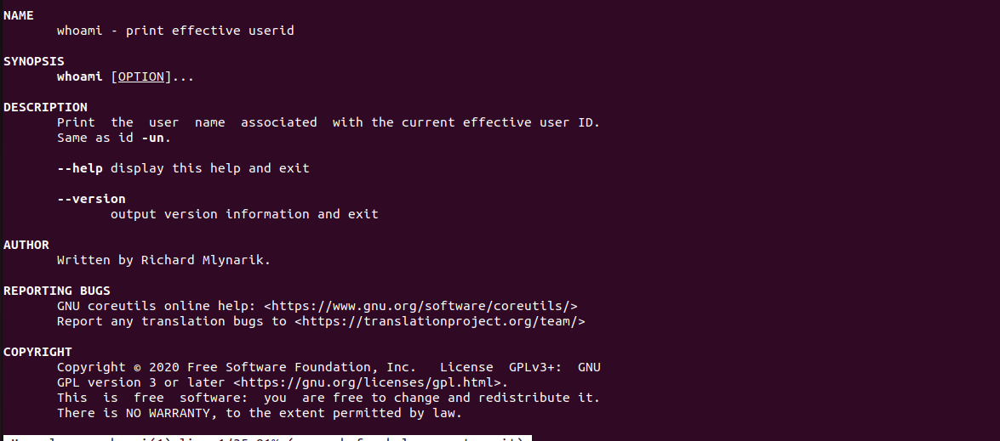 NAME
whoami - print effective userid
SYNOPSIS
whoami [OPTION]...
DESCRIPTION
Print the user name associated with the current effective user ID.
Same as id -un.
--help display this help and exit
--version
output version information and exit
AUTHOR
Written by Richard Mlynarik.
REPORTING BUGS
GNU coreutils online help: <https://www.gnu.org/software/coreutils/>
Report any translation bugs to <https://translationproject.org/team/>
COPYRIGHT
Copyright © 2020 Free Software Foundation, Inc. License GPLv3+: GNU
GPL version 3 or later <https://gnu.org/licenses/gpl.html>.
This is free software: you are free to change and redistribute it.
There is NO WARRANTY, to the extent permitted by law.